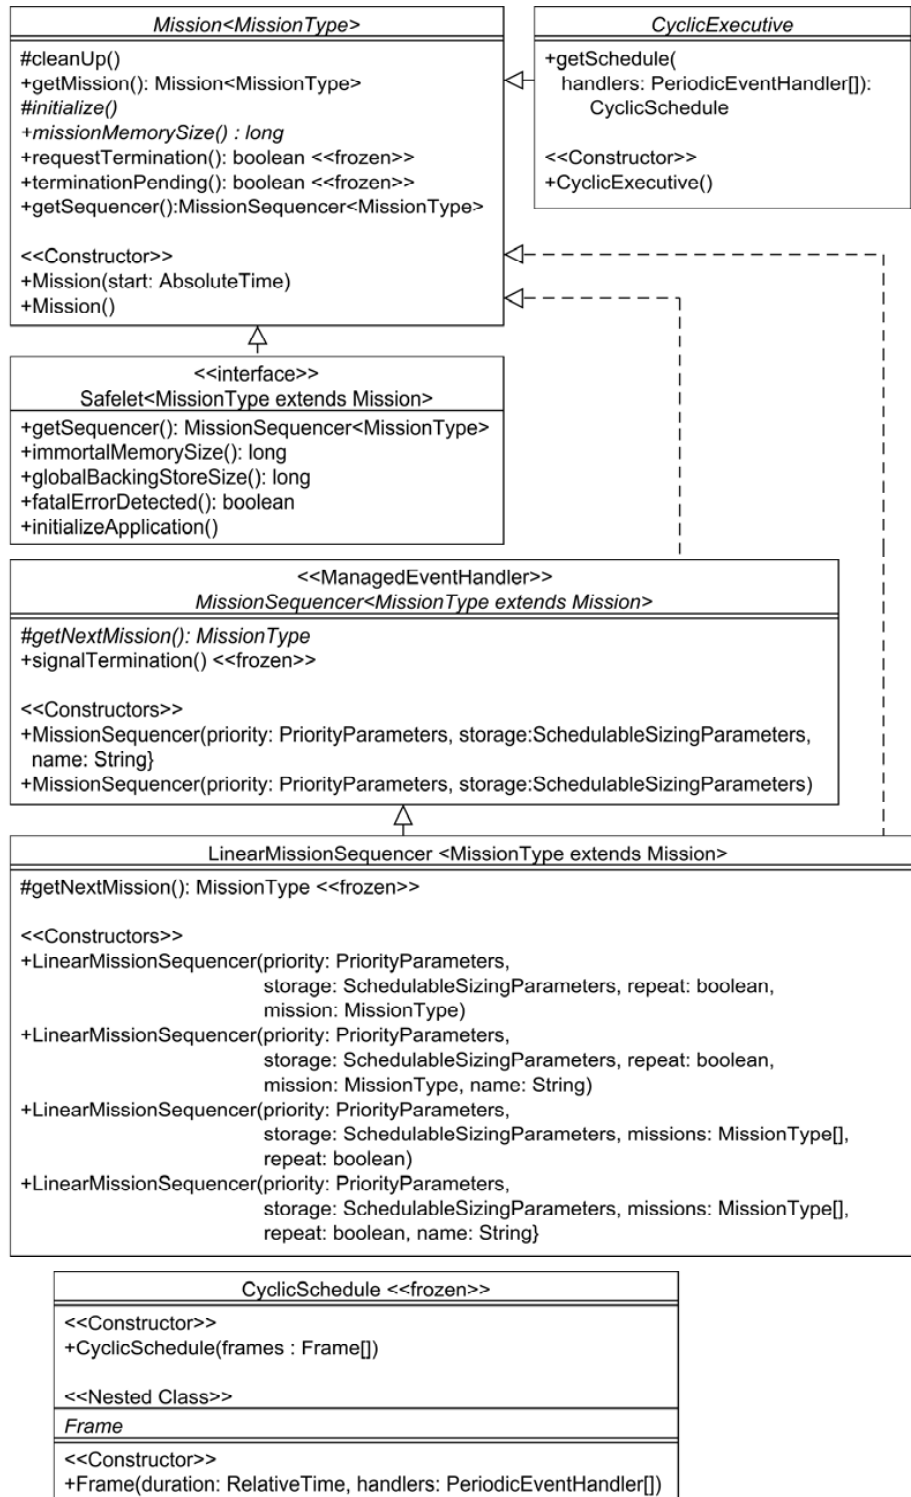 Mission<MissionType>
#cleanUp()
+getMission(): Mission<MissionType>
#initialize()
+missionMemorySize() : long
+requestTermination(): boolean <<frozen>>
+terminationPending(): boolean <<frozen>>
+getSequencer():MissionSequencer<MissionType>
<<Constructor>>
+Mission(start: AbsoluteTime)
+Mission()
CyclicExecutive
+getSchedule(
handlers: PeriodicEventHandler[]):
CyclicSchedule
<<Constructor>>
+CyclicExecutive()
<<interface>>
Safelet<MissionType extends Mission>
+getSequencer(): MissionSequencer<MissionType>
+immortalMemorySize(): long
+globalBackingStoreSize(): long
+fatalErrorDetected(): boolean
+initializeApplication()
<<ManagedEventHandler>>
MissionSequencer<MissionType extends Mission>
#getNextMission(): MissionType
+signalTermination() <<frozen>>
<<Constructors>>
+MissionSequencer(priority: PriorityParameters, storage:SchedulableSizingParameters,
name: String}
+MissionSequencer(priority: PriorityParameters, storage:SchedulableSizingParameters)
LinearMissionSequencer <MissionType extends Mission>
#getNextMission(): MissionType <<frozen>>
<<Constructors>>
+LinearMissionSequencer(priority: PriorityParameters,
storage: SchedulableSizingParameters, repeat: boolean,
mission: MissionType)
+LinearMissionSequencer(priority: PriorityParameters,
storage: SchedulableSizingParameters, repeat: boolean,
mission: MissionType, name: String)
+LinearMissionSequencer(priority: PriorityParameters,
storage: SchedulableSizingParameters, missions: MissionType[],
repeat: boolean)
+LinearMissionSequencer(priority: PriorityParameters,
storage: SchedulableSizingParameters, missions: MissionType[],
repeat: boolean, name: String}
CyclicSchedule <<frozen>>
<<Constructor>>
+CyclicSchedule(frames : Frame[])
<<Nested Class>>
Frame
<<Constructor>>
+Frame(duration: RelativeTime, handlers: PeriodicEventHandler[])